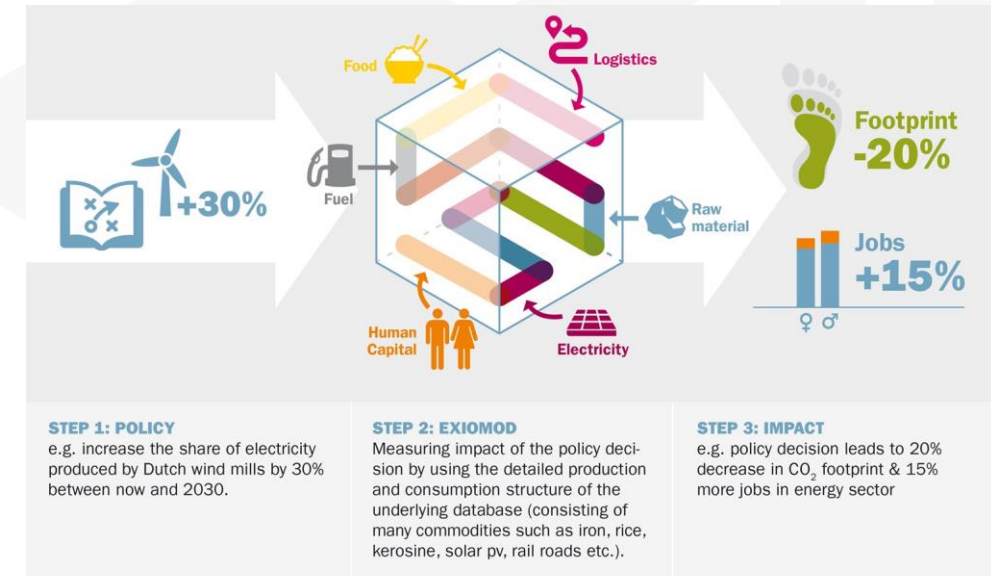 Food
Logistics
+30%
Fuel
Raw
material
Human
Capital
Electricity
Footprint
-20%
Jobs
+15%
STEP 1: POLICY
e.g. increase the share of electricity
produced by Dutch wind mills by 30%
between now and 2030.
STEP 2: EXIOMOD
Measuring impact of the policy deci-
sion by using the detailed production
and consumption structure of the
underlying database (consisting of
many commodities such as iron, rice,
kerosine, solar pv, rail roads etc.).
STEP 3: IMPACT
e.g. policy decision leads to 20%
decrease in CO₂ footprint & 15%
more jobs in energy sector